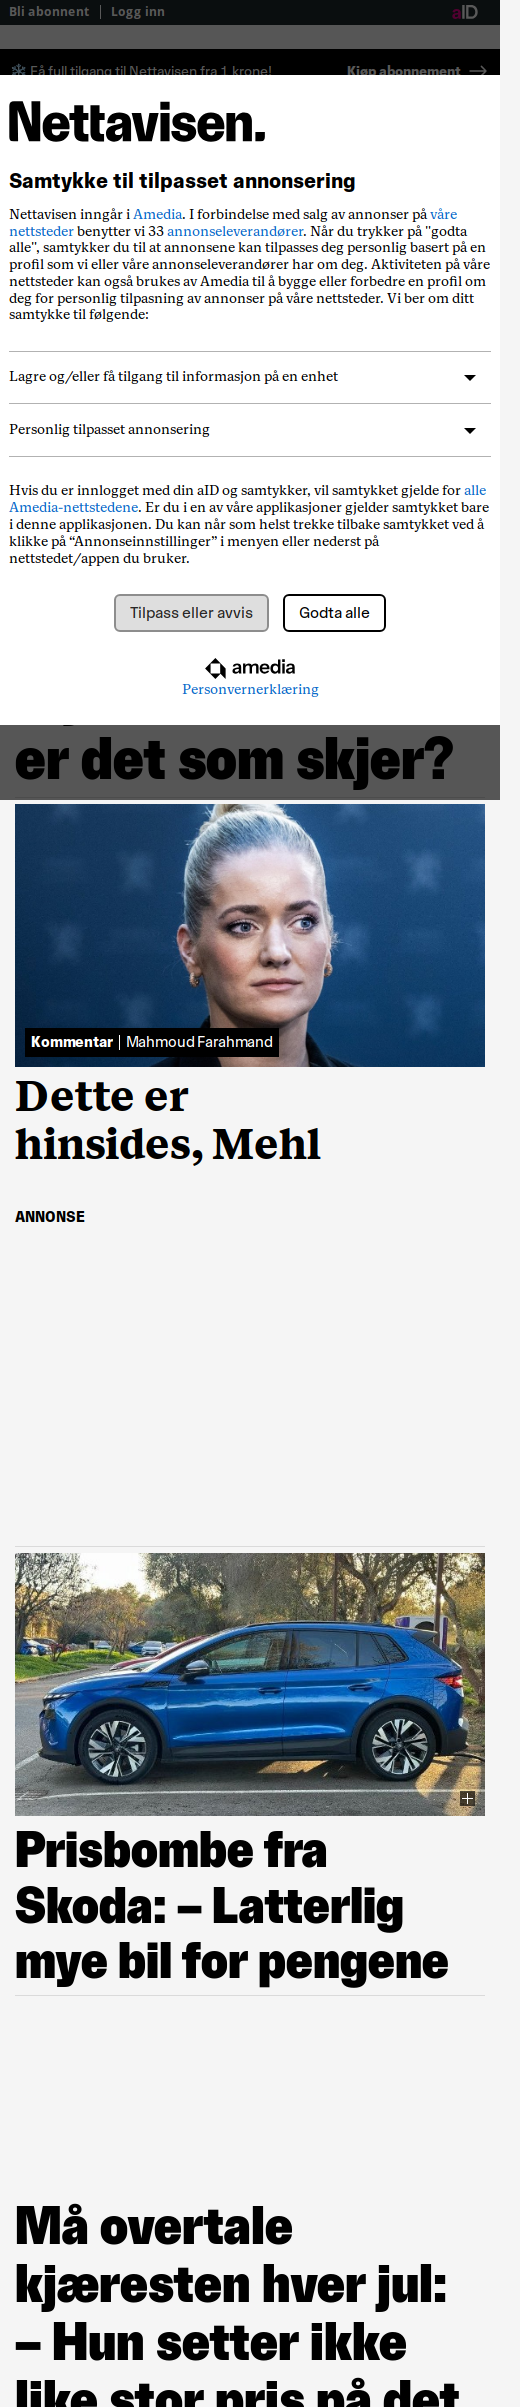 Bli abonnent | Logg inn
aID
Få full tilgang til Nettavisen fra 1 krone!
Kjøp abonnement
Nettavisen.
Samtykke til tilpasset annonsering
Nettavisen inngår i Amedia. I forbindelse med salg av annonser på våre
nettsteder benytter vi 33 annonseleverandører. Når du trykker på "godta
alle", samtykker du til at annonsene kan tilpasses deg personlig basert på en
profil som vi eller våre annonseleverandører har om deg. Aktiviteten på våre
nettsteder kan også brukes av Amedia til å bygge eller forbedre en profil om
deg for personlig tilpasning av annonser på våre nettsteder. Vi ber om ditt
samtykke til følgende:
Lagre og/eller få tilgang til informasjon på en enhet
Personlig tilpasset annonsering
Hvis du er innlogget med din aID og samtykker, vil samtykket gjelde for alle
Amedia-nettstedene. Er du i en av våre applikasjoner gjelder samtykket bare
i denne applikasjonen. Du kan når som helst trekke tilbake samtykket ved å
klikke på “Annonseinnstillinger” i menyen eller nederst på
nettstedet/appen du bruker.
Tilpass eller avvis
Godta alle
amedia
Personvernerklæring
er det som skjer?
Kommentar | Mahmoud Farahmand
Dette er
hinsides, Mehl
ANNONSE
Prisbombe fra
Skoda: – Latterlig
mye bil for pengene
Må overtale
kjæresten hver jul:
– Hun setter ikke
like stor pris på det